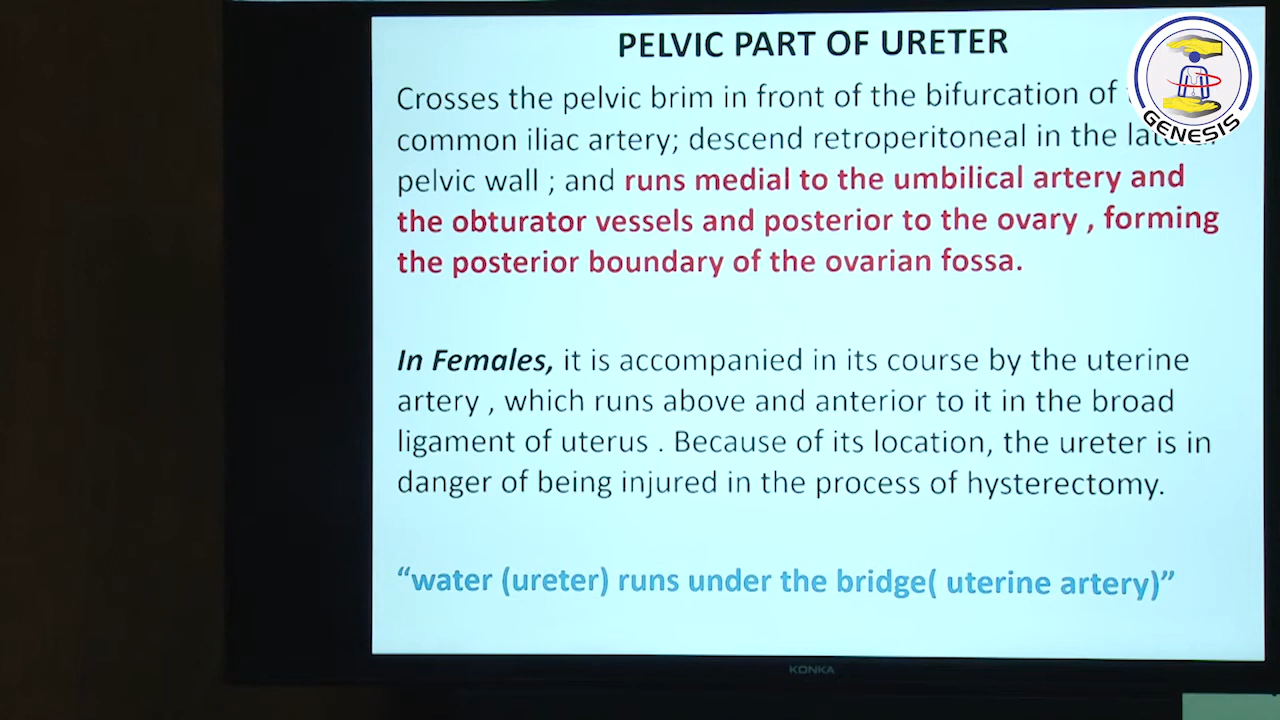 PELVIC PART OF URETER
GENESIS
Crosses the pelvic brim in front of the bifurcation of
common iliac artery; descend retroperitoneal in the
pelvic wall ; and runs medial to the umbilical artery and
the obturator vessels and posterior to the ovary , forming
the posterior boundary of the ovarian fossa.
In Females, it is accompanied in its course by the uterine
artery , which runs above and anterior to it in the broad
ligament of uterus . Because of its location, the ureter is in
danger of being injured in the process of hysterectomy.
“water (ureter) runs under the bridge( uterine artery)”
KONKA